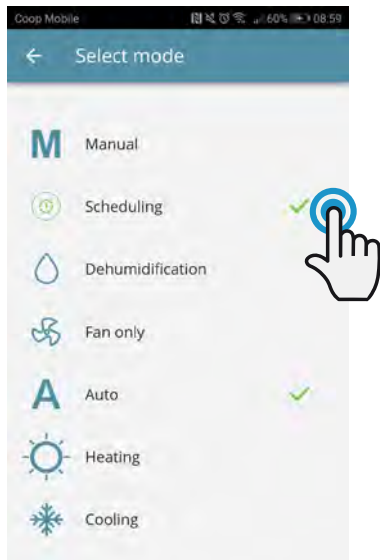 Coop Mobile 60% 08:59
Select mode
M Manual
Scheduling
Dehumidification
Fan only
A Auto
Heating
Cooling